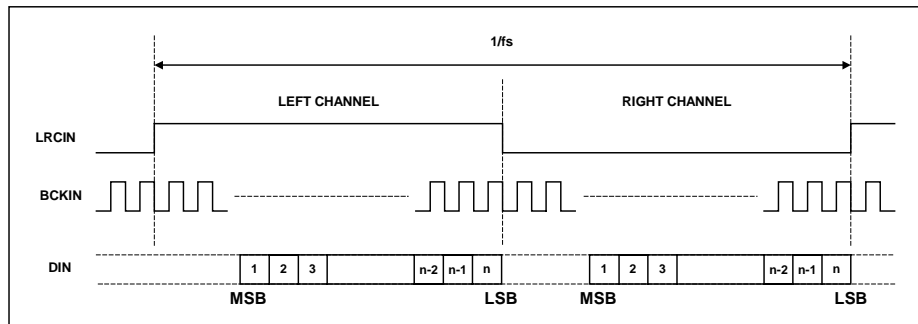 1/fs
LEFT CHANNEL RIGHT CHANNEL
LRCIN
BCKIN
DIN 1 2 3 n-2 n-1 n 1 2 3 n-2 n-1 n
MSB LSB MSB LSB